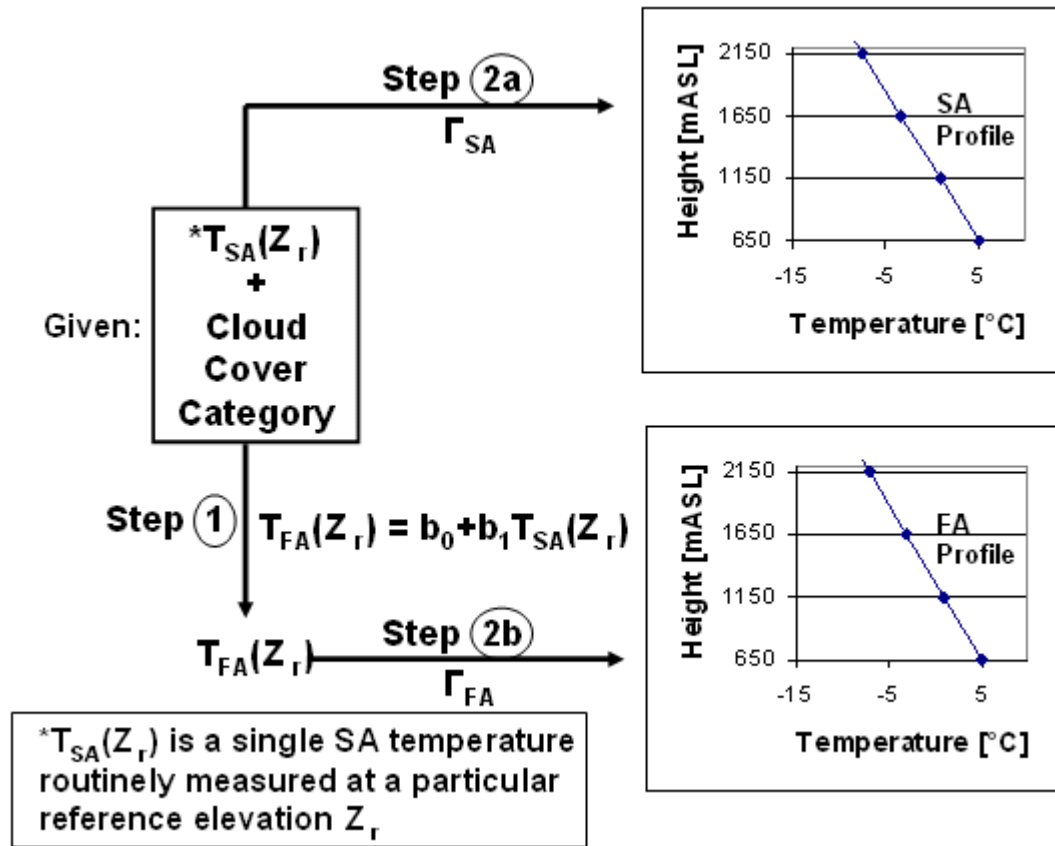 Step 2a
ΓSA
Given:
*TSA(Zr)
+
Cloud
Cover
Category
Step 1
TFA(Zr) = b0+b1TSA(Zr)
TFA(Zr)
Step 2b
ΓFA
*TSA(Zr) is a single SA temperature
routinely measured at a particular
reference elevation Zr
Height [mASL]
2150
1650
1150
650
SA
Profile
-15
-5
5
Temperature [°C]
Height [mASL]
2150
1650
1150
650
FA
Profile
-15
-5
5
Temperature [°C]